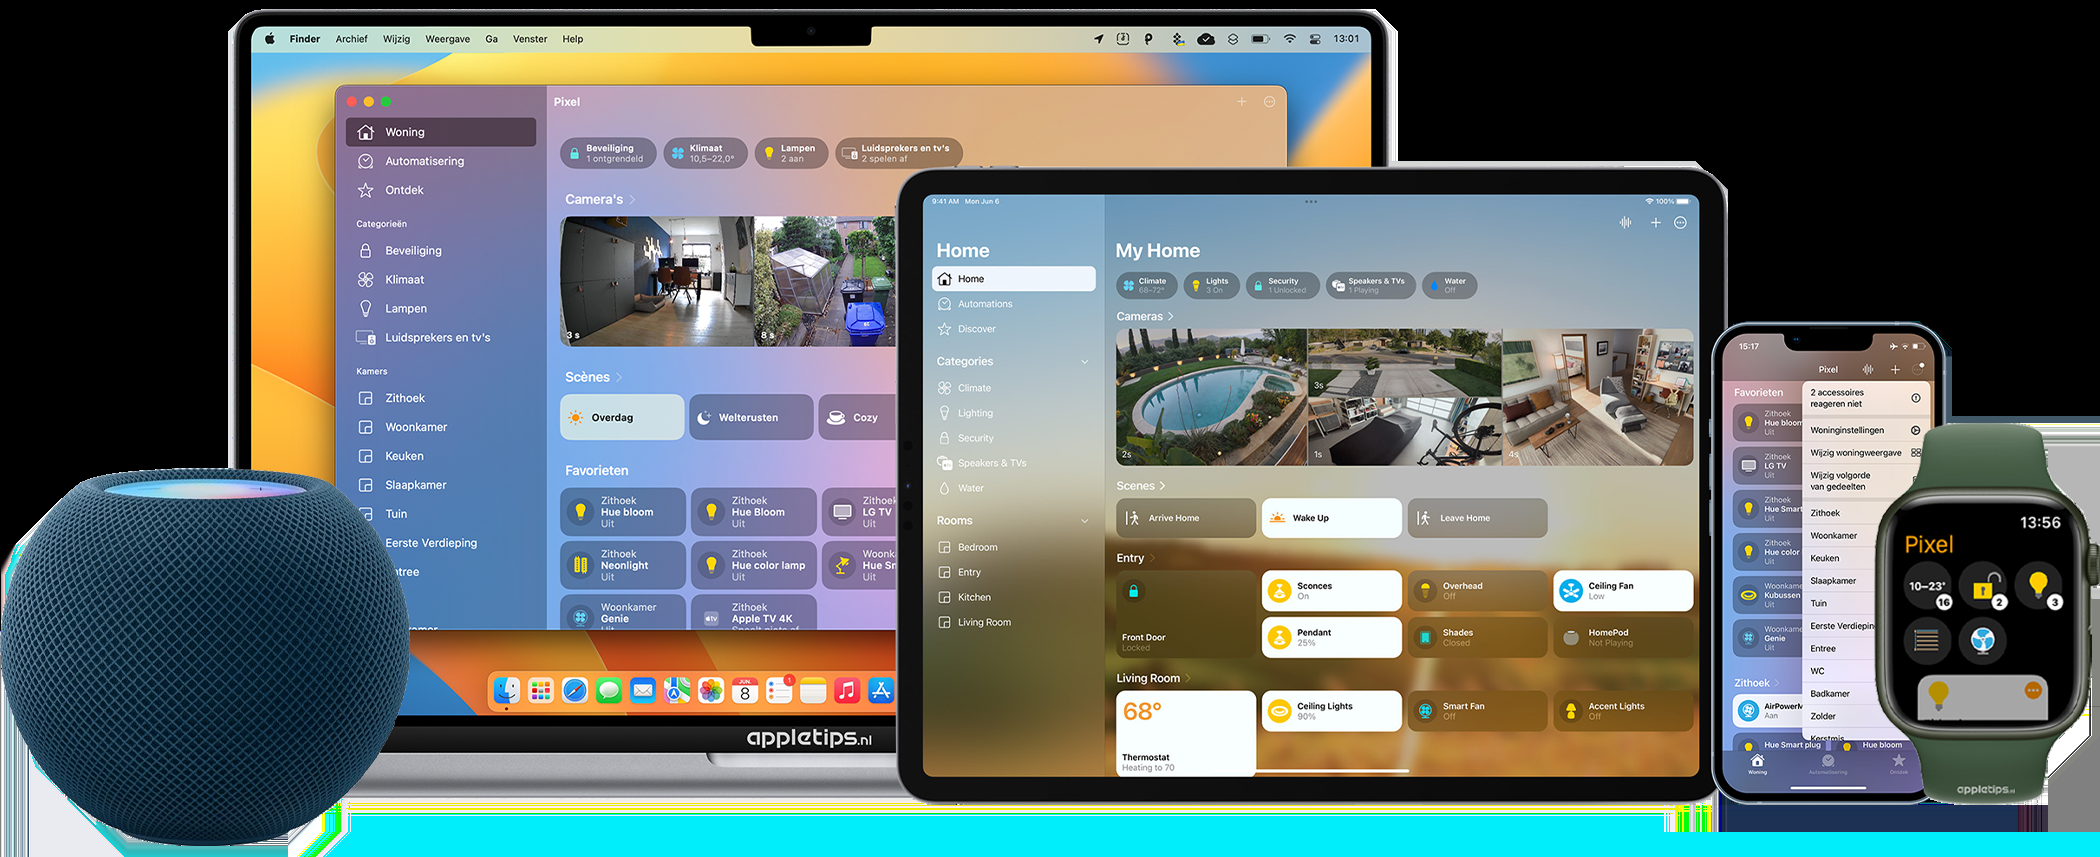 Finder Archief Wijzig Weergave Ga Venster Help 13:01
Pixel
Woning
Automatisering
Ontdek
Categorieën
Beveiliging
Klimaat
Lampen
Luidsprekers en tv's
Kamers
Zithoek
Woonkamer
Keuken
Slaapkamer
Tuin
Eerste Verdieping
ntree
kamer
Beveiliging
1 ontgrendeld
Klimaat
10,5–22,0°
Lampen
2 aan
Luidsprekers en tv's
2 spelen af
Camera's
3 s
8 s
Scènes
Overdag
Welterusten
Cozy
Favorieten
Zithoek
Hue bloom
Uit
Zithoek
Hue Bloom
Uit
Zithoek
LG TV
Uit
Zithoek
Neonlight
Uit
Zithoek
Hue color lamp
Uit
Woonk
Hue Sm
Uit
Woonkamer
Genie
Uit
Zithoek
Apple TV 4K
Speelt niets af
JUN.
8
1
appletips.nl
9:41 AM Mon Jun 6
100%
Home
Home
Automations
Discover
Categories
Climate
Lighting
Security
Speakers & TVs
Water
Rooms
Bedroom
Entry
Kitchen
Living Room
My Home
Climate
68–72°
Lights
3 On
Security
1 Unlocked
Speakers & TVs
1 Playing
Water
Off
Cameras
2s
3s
1s
4s
Scenes
Arrive Home
Wake Up
Leave Home
Entry
Front Door
Locked
Sconces
On
Overhead
Off
Ceiling Fan
Low
Pendant
25%
Shades
Closed
HomePod
Not Playing
Living Room
68°
Thermostat
Heating to 70
Ceiling Lights
90%
Smart Fan
Off
Accent Lights
Off
15:17
Pixel
Favorieten
Zithoek
Hue bloom
Uit
Zithoek
LG TV
Uit
Zithoek
Hue Smart
Uit
Zithoek
Hue color
Uit
Woonkame
Kubussen
Uit
Woonkame
Genie
Uit
Zithoek
AirPowerM
Aan
Hue Smart plug
Hue bloom
Woning
Automatisering
Ontdek
2 accessoires
reageren niet
Woninginstellingen
Wijzig woningweergave
Wijzig volgorde
van gedeelten
Zithoek
Woonkamer
Keuken
Slaapkamer
Tuin
Eerste Verdieping
Entree
WC
Badkamer
Zolder
Kerstmis
13:56
Pixel
10–23°
16
2
3
appletips.nl